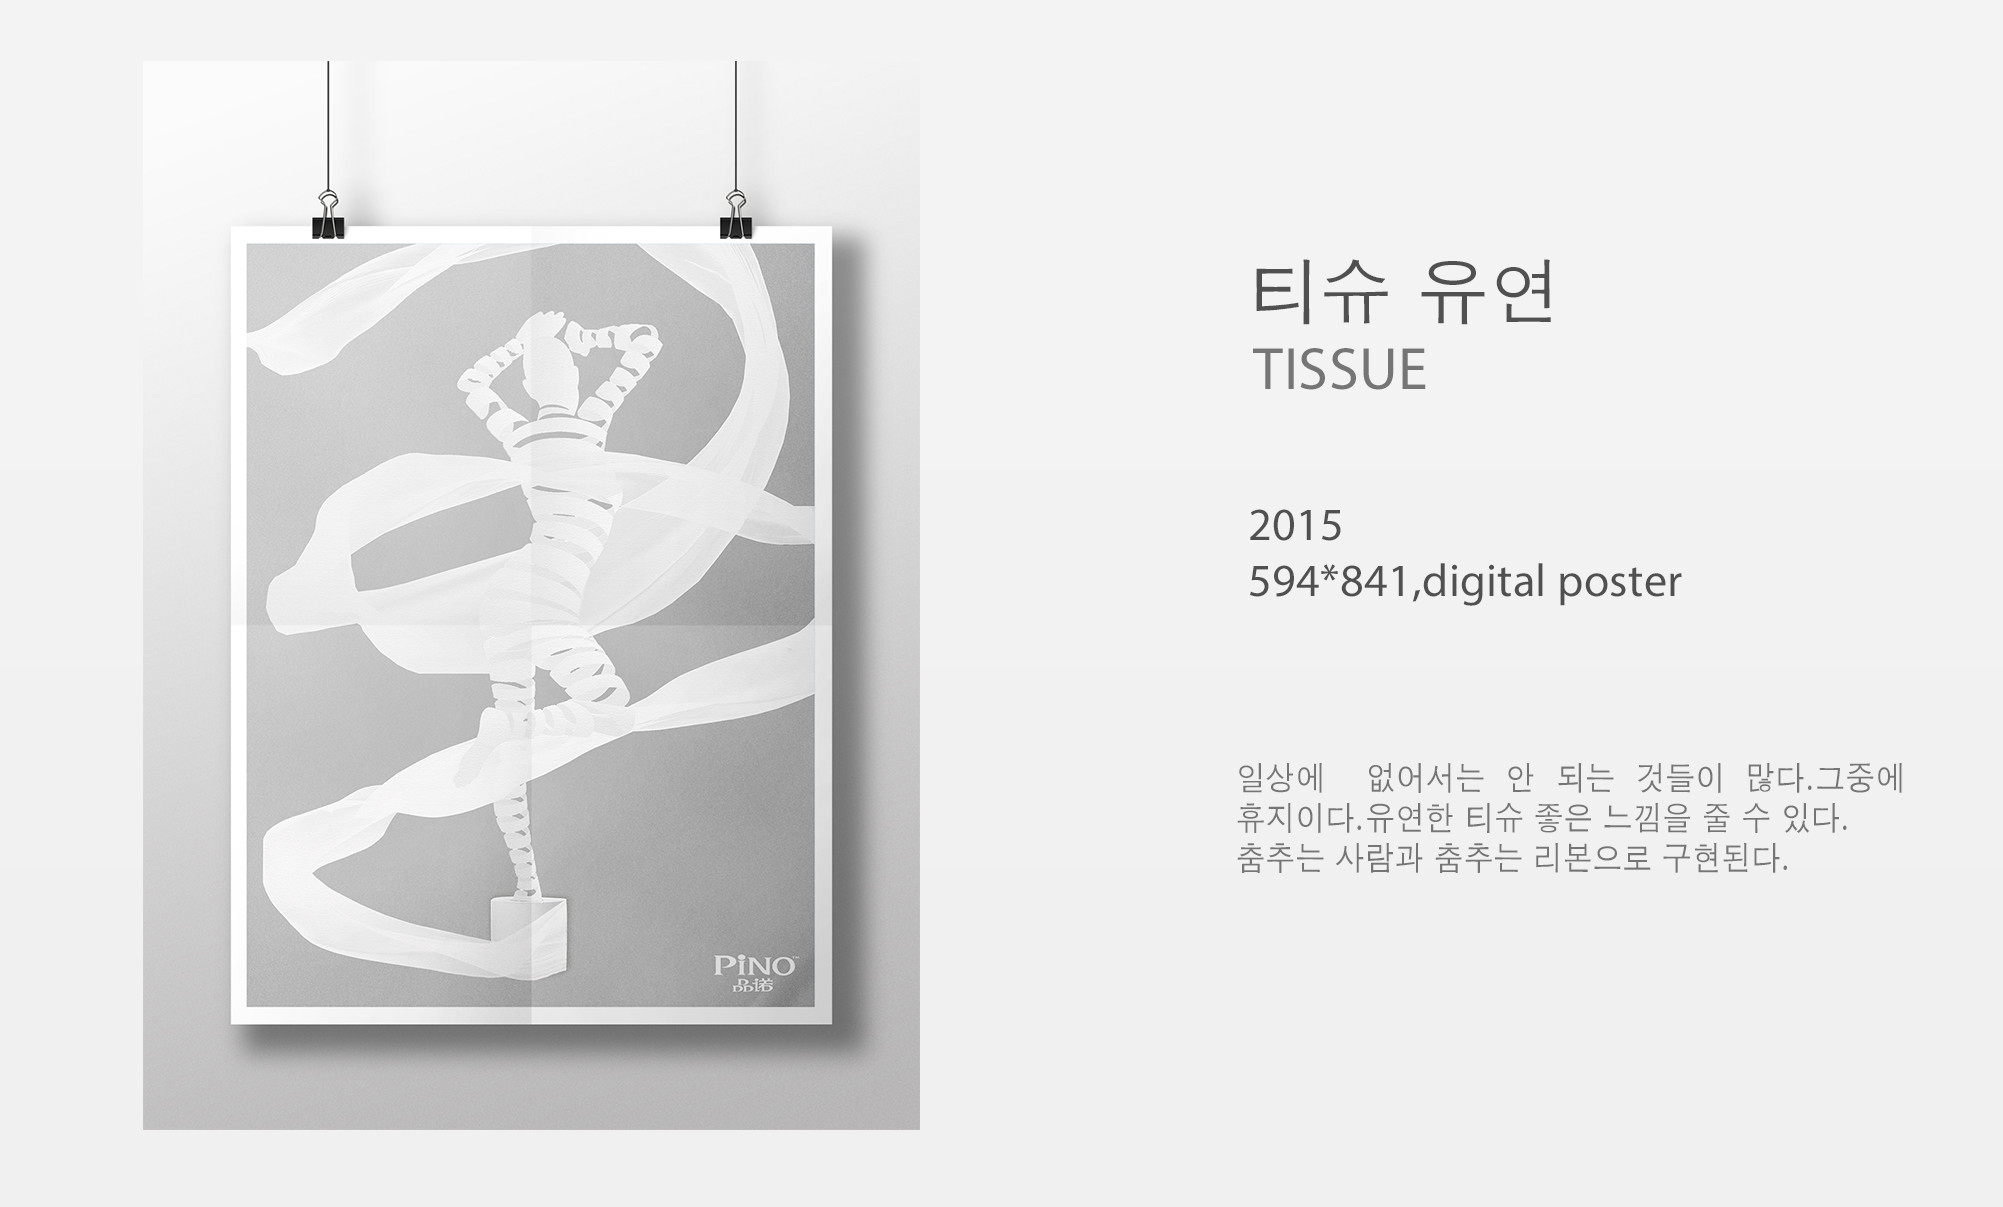 티슈 유연
TISSUE
2015
594*841,digital poster
일상에 없어서는 안 되는 것들이 많다.그중에
휴지이다.유연한 티슈 좋은 느낌을 줄 수 있다.
춤추는 사람과 춤추는 리본으로 구현된다.
PiNO™
品诺